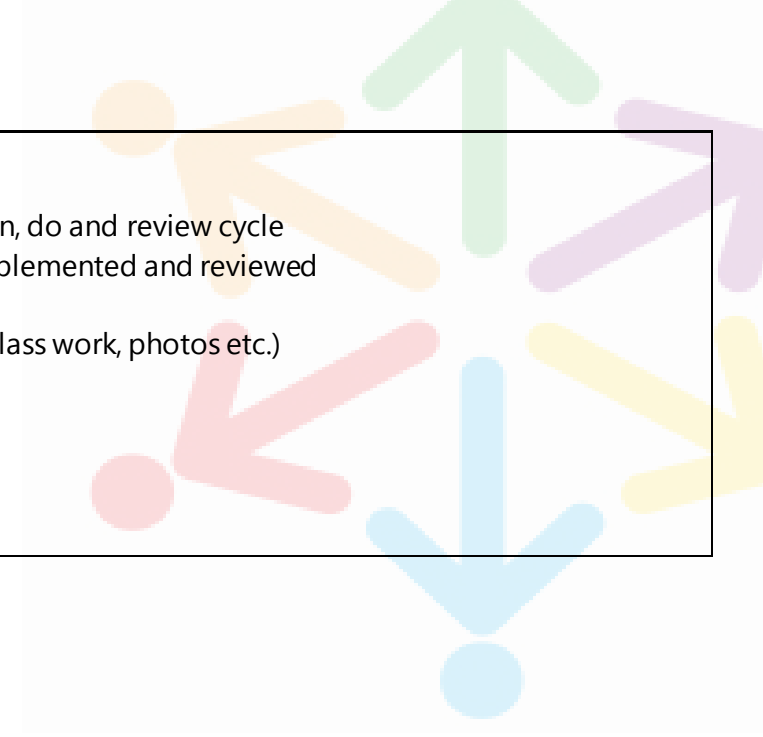 n, do and review cycle
plemented and reviewed
lass work, photos etc.)